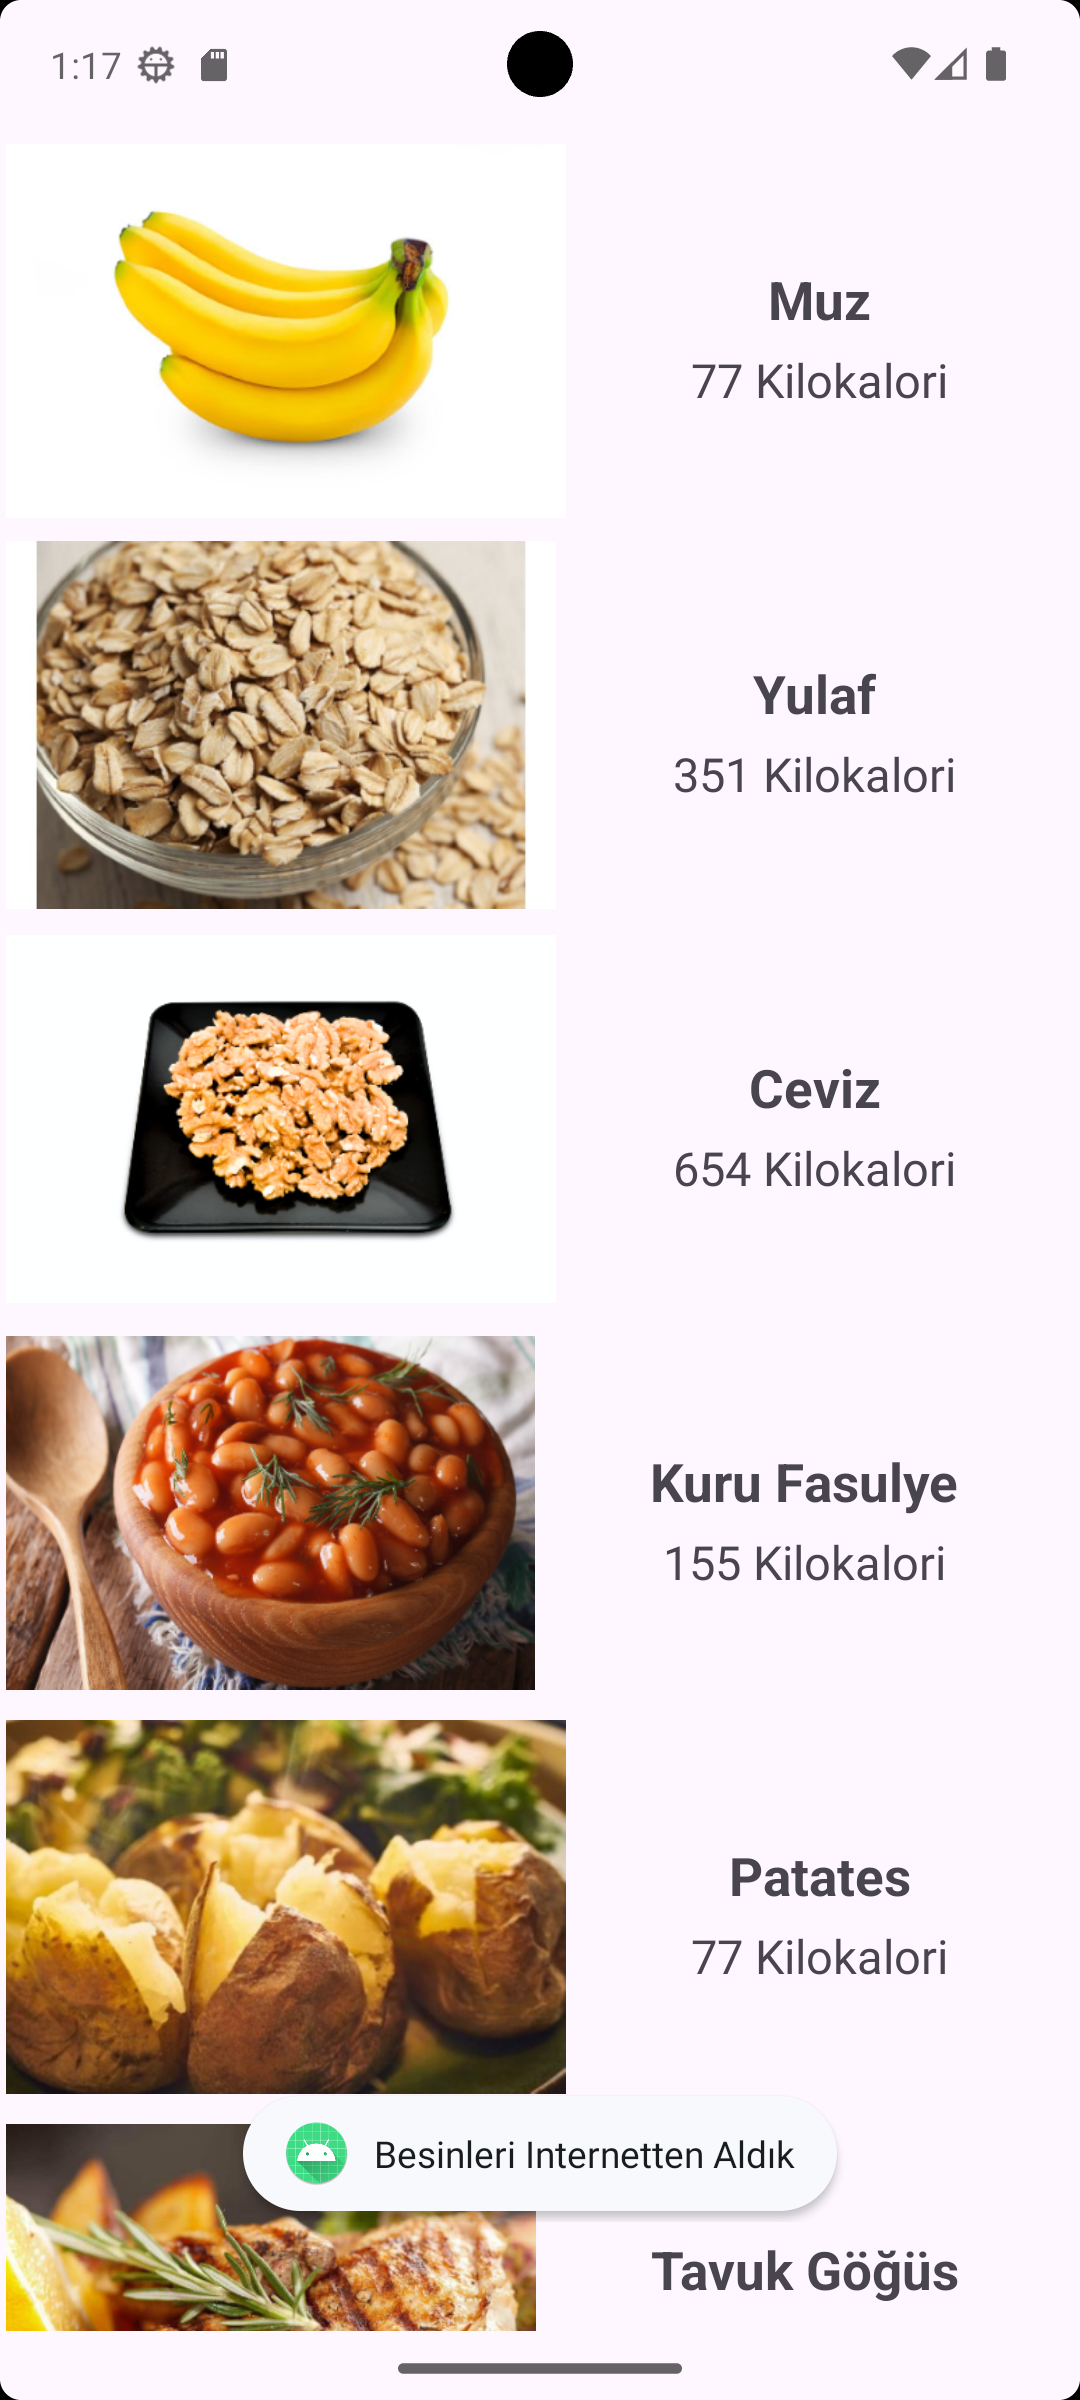 1:17
Muz
77 Kilokalori
Yulaf
351 Kilokalori
Ceviz
654 Kilokalori
Kuru Fasulye
155 Kilokalori
Patates
77 Kilokalori
Besinleri Internetten Aldık
Tavuk Göğüs